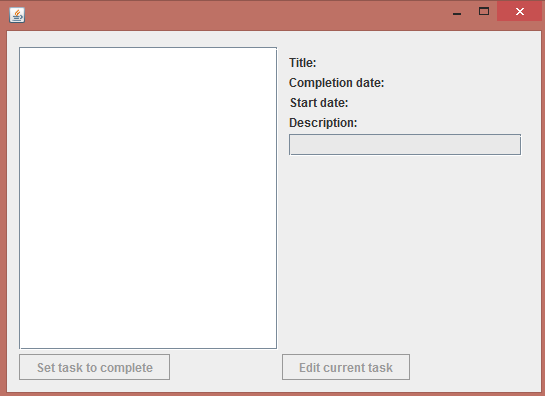 Title:
Completion date:
Start date:
Description:
Set task to complete
Edit current task